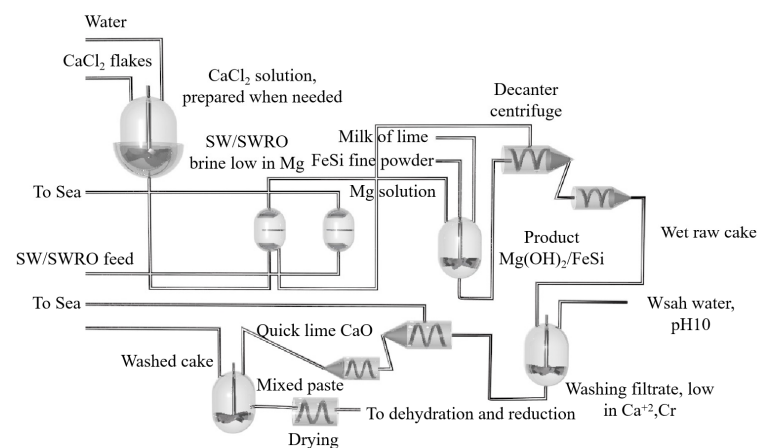 Water
CaCl₂ flakes
CaCl₂ solution,
prepared when needed
Decanter
centrifuge
SW/SWRO
brine low in Mg
Milk of lime
FeSi fine powder
To Sea
Mg solution
SW/SWRO feed
Product
Mg(OH)₂/FeSi
Wet raw cake
To Sea
Wsah water,
pH10
Quick lime CaO
Washed cake
Mixed paste
Washing filtrate, low
in Ca⁺²,Cr
To dehydration and reduction
Drying